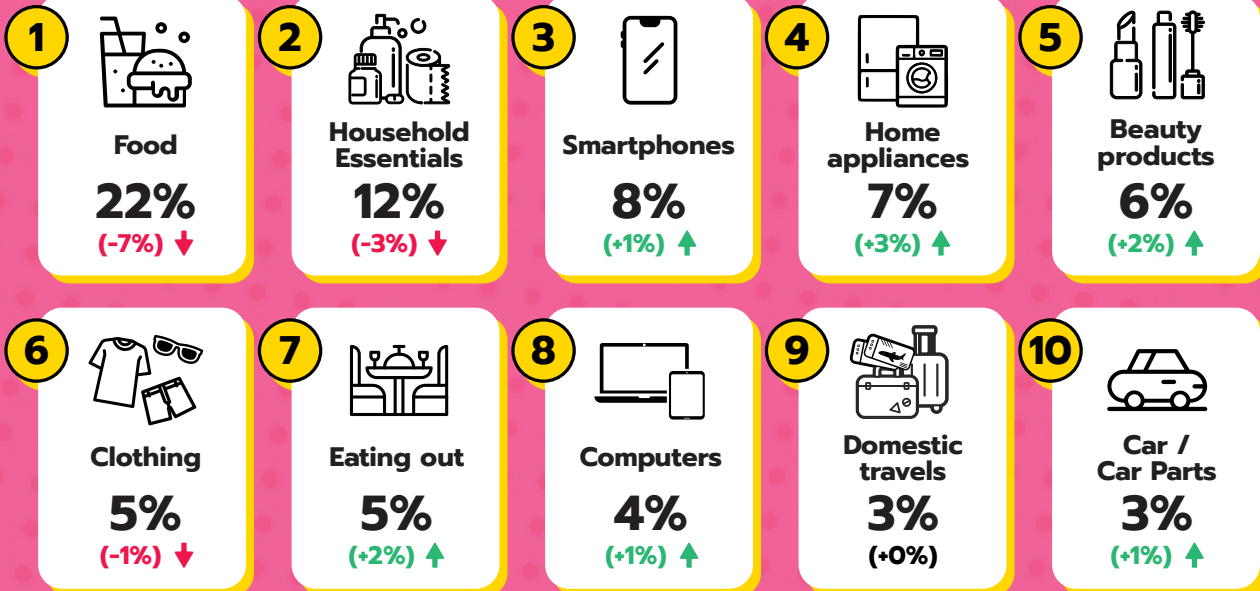 1
Food
22%
(-7%)
2
Household
Essentials
12%
(-3%)
3
Smartphones
8%
(+1%)
4
Home
appliances
7%
(+3%)
5
Beauty
products
6%
(+2%)
6
Clothing
5%
(-1%)
7
Eating out
5%
(+2%)
8
Computers
4%
(+1%)
9
Domestic
travels
3%
(+0%)
10
Car /
Car Parts
3%
(+1%)